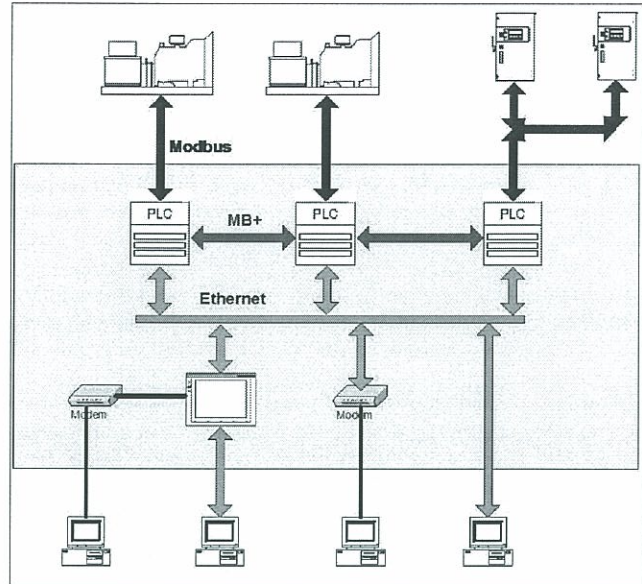 Modbus
PLC
PLC
PLC
MB+
Ethernet
Modem
Modem